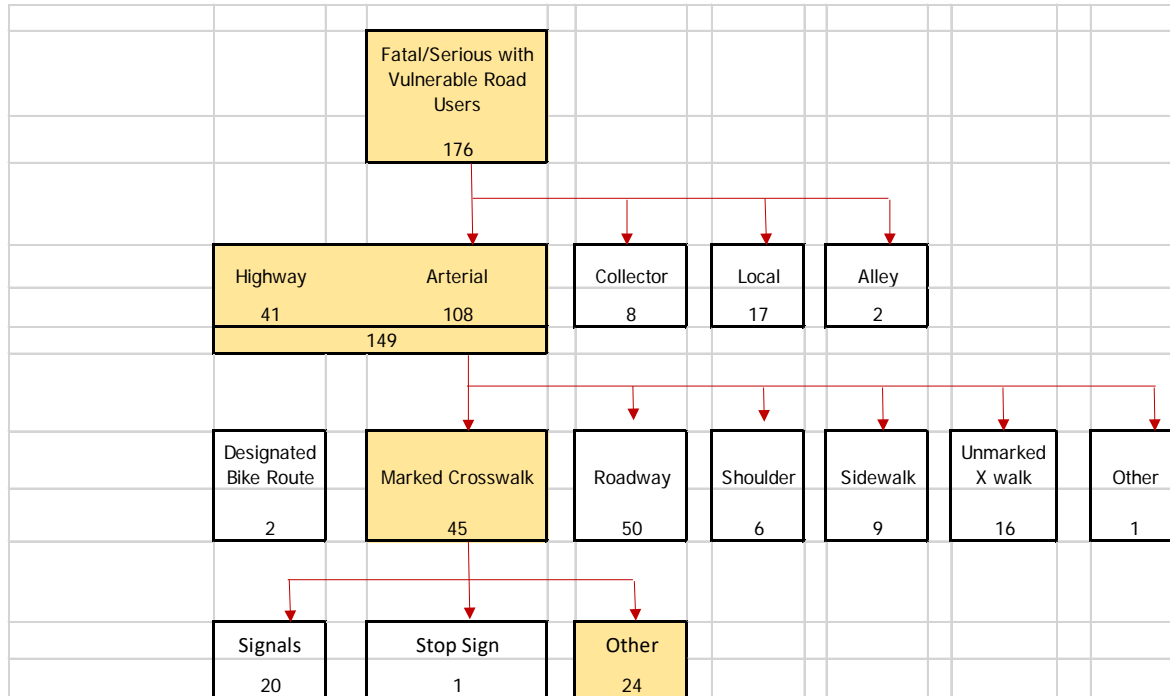 Fatal/Serious with
Vulnerable Road
Users
176
Highway Arterial Collector Local Alley
41 108 8 17 2
149
Designated
Bike Route
Marked Crosswalk
Roadway
Shoulder
Sidewalk
Unmarked
X walk
Other
2 45 50 6 9 16 1
Signals Stop Sign Other
20 1 24